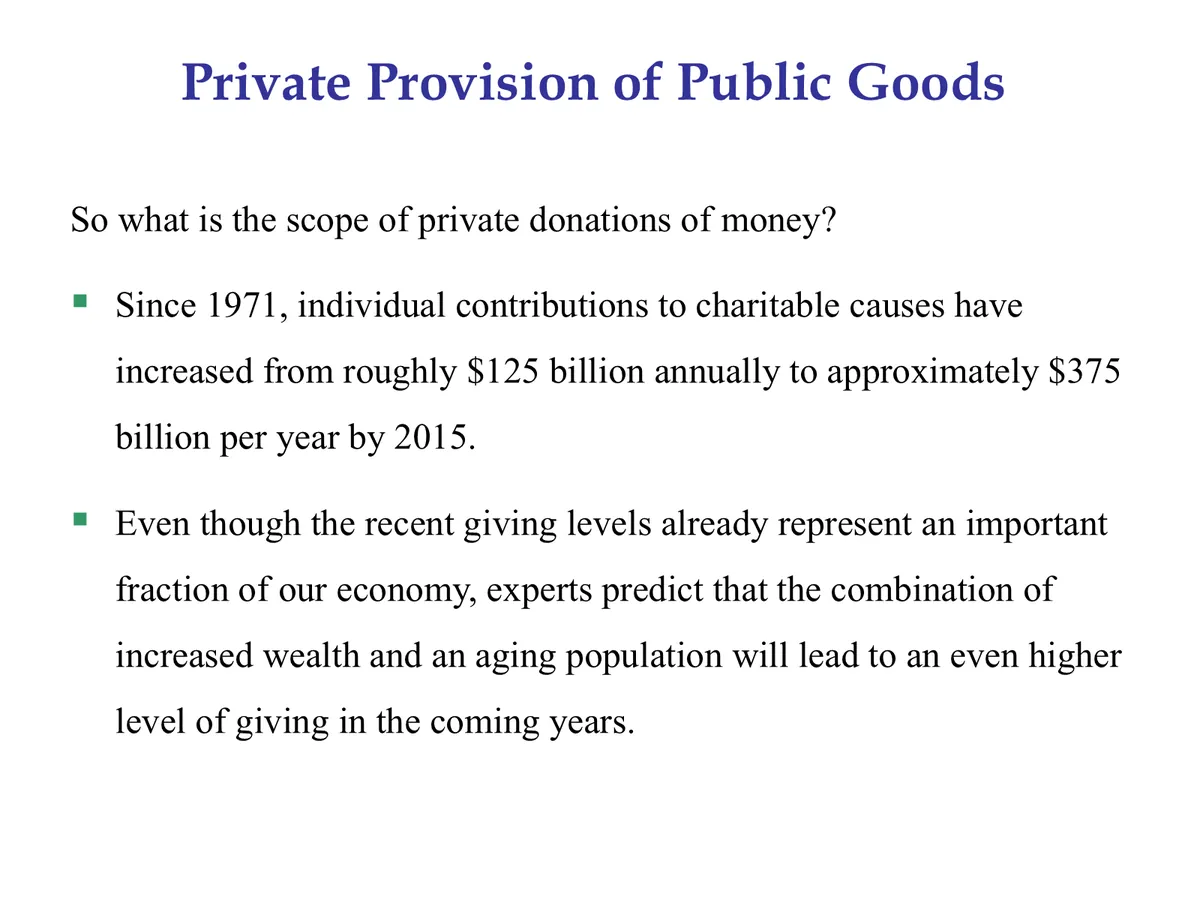 Private Provision of Public Goods
So what is the scope of private donations of money?
Since 1971, individual contributions to charitable causes have
increased from roughly $125 billion annually to approximately $375
billion per year by 2015.
Even though the recent giving levels already represent an important
fraction of our economy, experts predict that the combination of
increased wealth and an aging population will lead to an even higher
level of giving in the coming years.